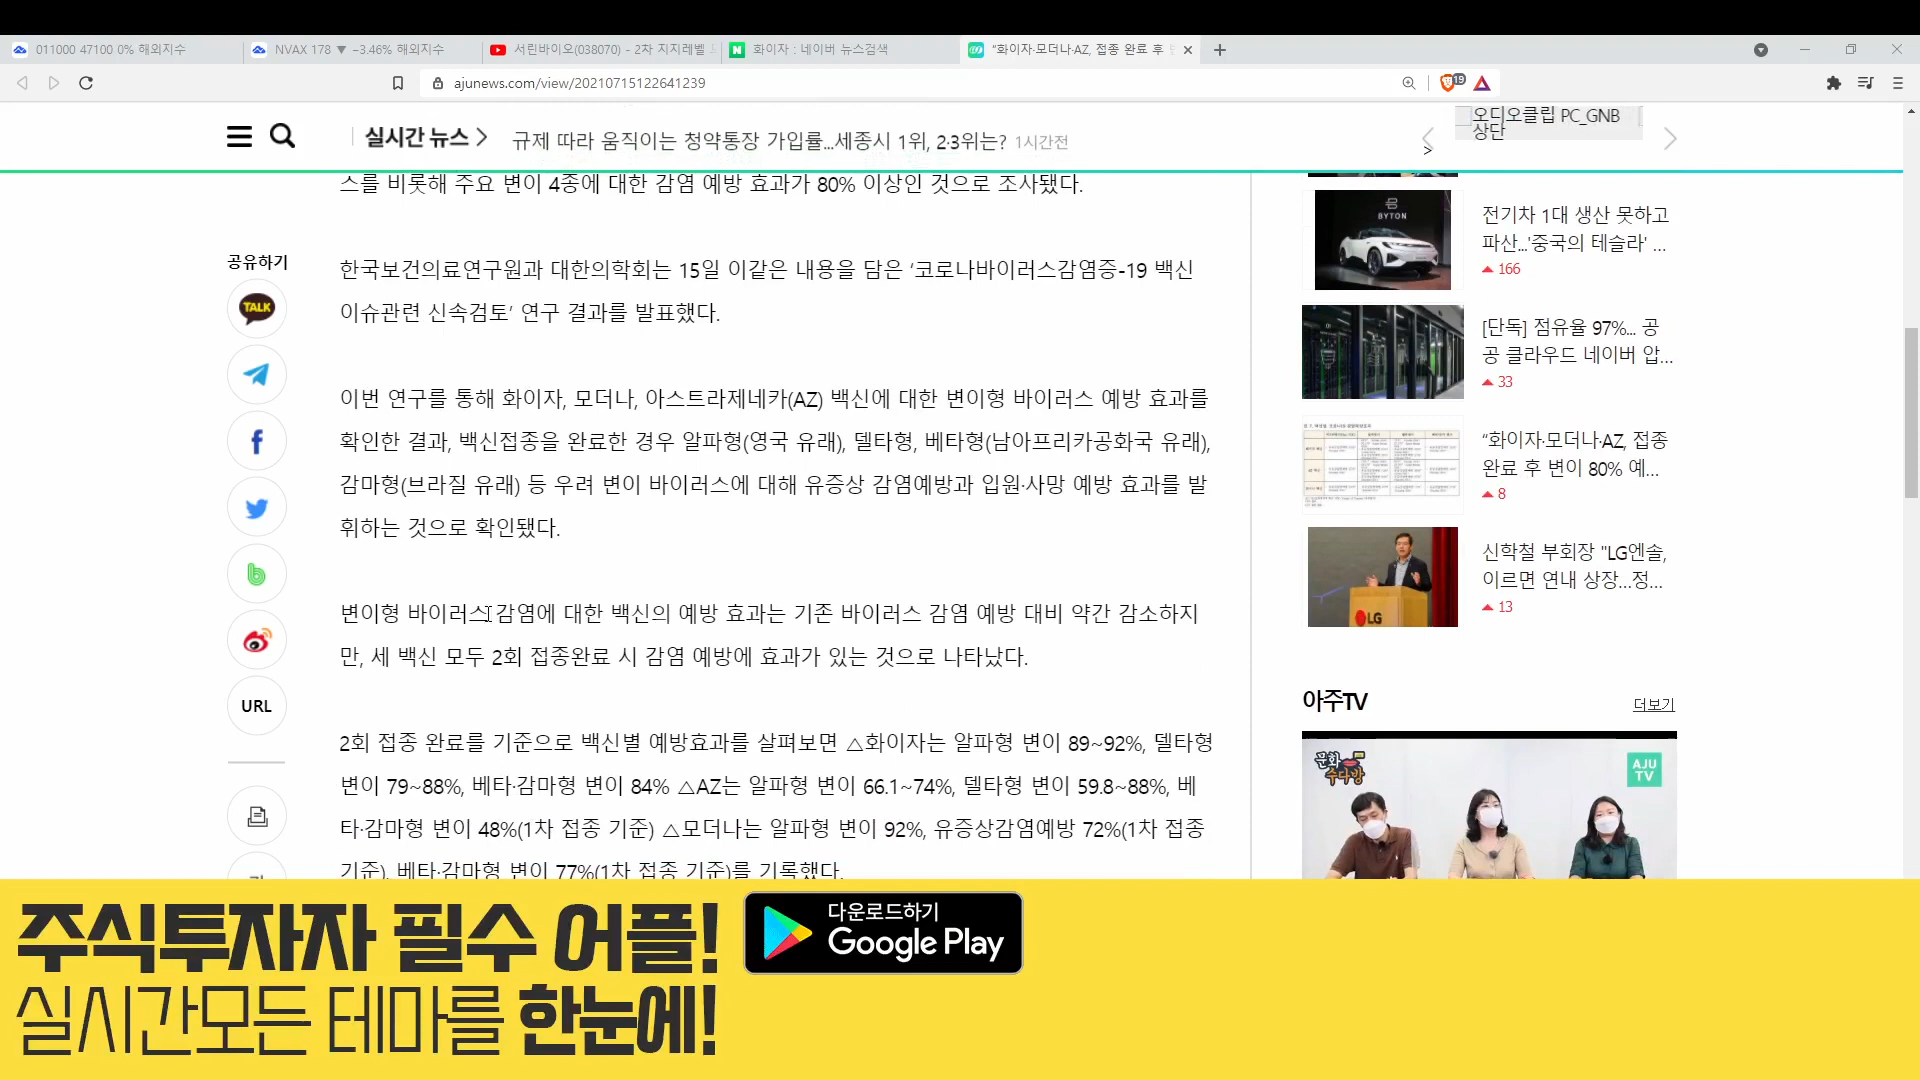 011000 47100 0% 해외지수
NVAX 178 ▼ -3.46% 해외지수
서린바이오(038070) - 2차 지지레벨
화이자 : 네이버 뉴스검색
“화이자·모더나·AZ, 접종 완료 후
ajunews.com/view/20210715122641239
19
실시간 뉴스 >
규제 따라 움직이는 청약통장 가입률...세종시 1위, 2·3위는? 1시간전
오디오클립 PC_GNB
상단
>
스를 비롯해 주요 변이 4종에 대한 감염 예방 효과가 80% 이상인 것으로 조사됐다.
공유하기
TALK
URL
한국보건의료연구원과 대한의학회는 15일 이같은 내용을 담은 ‘코로나바이러스감염증-19 백신
이슈관련 신속검토’ 연구 결과를 발표했다.
이번 연구를 통해 화이자, 모더나, 아스트라제네카(AZ) 백신에 대한 변이형 바이러스 예방 효과를
확인한 결과, 백신접종을 완료한 경우 알파형(영국 유래), 델타형, 베타형(남아프리카공화국 유래),
감마형(브라질 유래) 등 우려 변이 바이러스에 대해 유증상 감염예방과 입원·사망 예방 효과를 발
휘하는 것으로 확인됐다.
변이형 바이러스 감염에 대한 백신의 예방 효과는 기존 바이러스 감염 예방 대비 약간 감소하지
만, 세 백신 모두 2회 접종완료 시 감염 예방에 효과가 있는 것으로 나타났다.
2회 접종 완료를 기준으로 백신별 예방효과를 살펴보면 △화이자는 알파형 변이 89~92%, 델타형
변이 79~88%, 베타·감마형 변이 84% △AZ는 알파형 변이 66.1~74%, 델타형 변이 59.8~88%, 베
타·감마형 변이 48%(1차 접종 기준) △모더나는 알파형 변이 92%, 유증상감염예방 72%(1차 접종
기준), 베타·감마형 변이 77%(1차 접종 기준)를 기록했다.
BYTON
전기차 1대 생산 못하고
파산...'중국의 테슬라' ...
166
[단독] 점유율 97%... 공
공 클라우드 네이버 압...
33
“화이자·모더나·AZ, 접종
완료 후 변이 80% 예...
8
LG
신학철 부회장 "LG엔솔,
이르면 연내 상장...정...
13
아주TV
더보기
문화
수다방
AJU
TV
주식투자자 필수 어플!
실시간모든 테마를 한눈에!
다운로드하기
Google Play